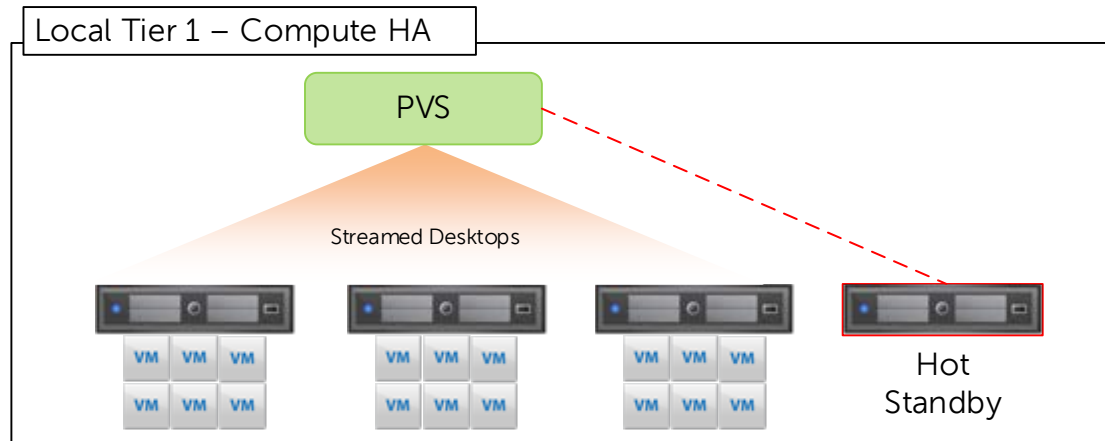 Local Tier 1 – Compute HA
PVS
Streamed Desktops
VM VM VM VM VM VM VM VM VM
VM VM VM VM VM VM VM VM VM
Hot
Standby